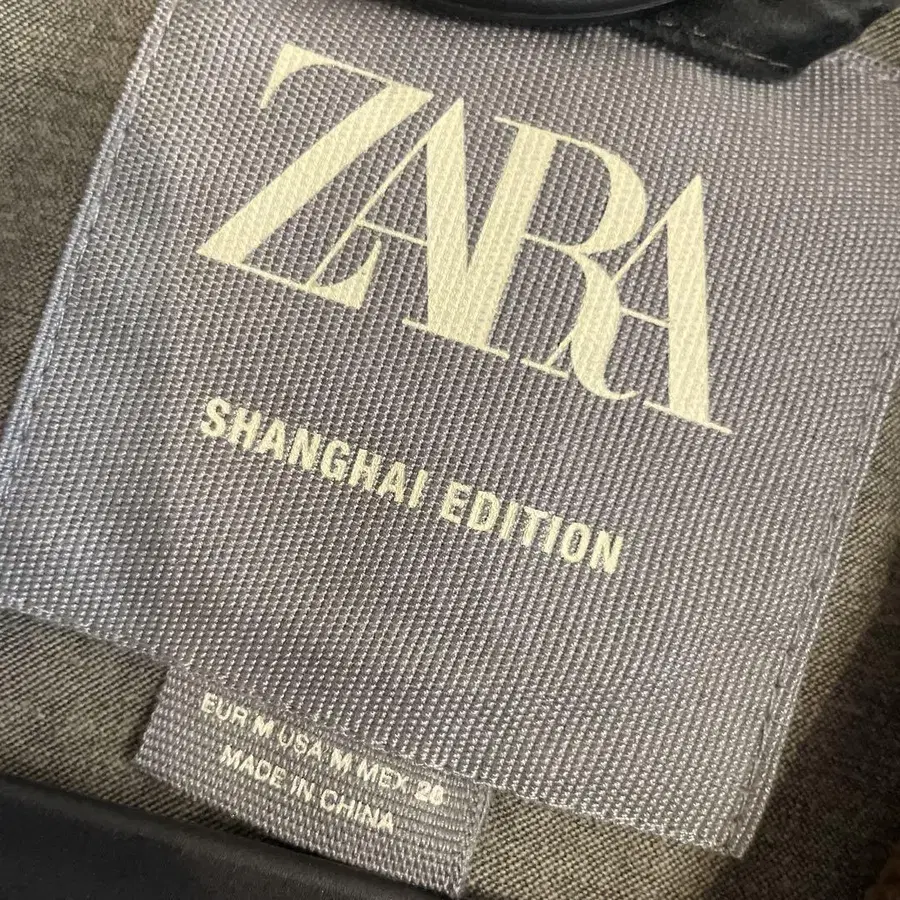 ZARA
SHANGHAI EDITION
EUR M USA M MEX 28
MADE IN CHINA